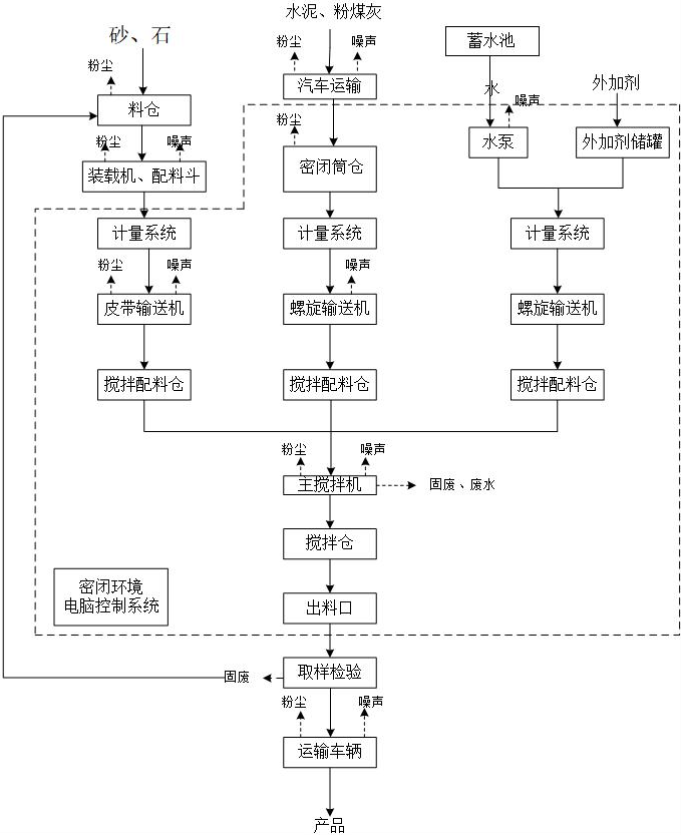 水泥、粉煤灰
砂、石
粉尘
噪声
蓄水池
粉尘
汽车运输
水
外加剂
料仓
噪声
粉尘
粉尘
噪声
密闭筒仓
水泵
外加剂储罐
装载机、配料斗
计量系统
计量系统
计量系统
粉尘
噪声
噪声
皮带输送机
螺旋输送机
螺旋输送机
搅拌配料仓
搅拌配料仓
搅拌配料仓
粉尘
噪声
主搅拌机
固废、废水
搅拌仓
密闭环境
电脑控制系统
出料口
取样检验
固废
粉尘
噪声
运输车辆
产品